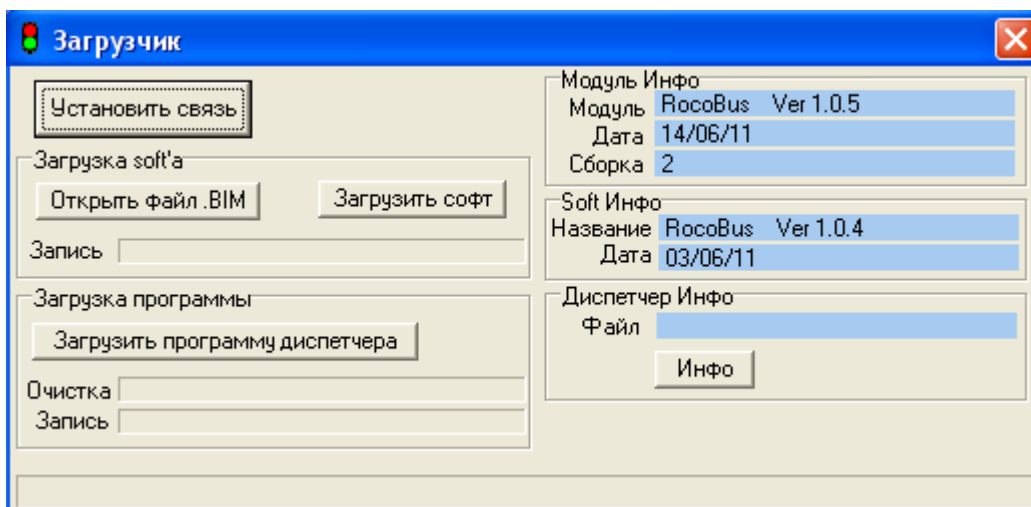 Загрузчик
Установить связь
Загрузка soft'а
Открыть файл .BIM
Загрузить софт
Запись
Загрузка программы
Загрузить программу диспетчера
Очистка
Запись
Модуль Инфо
Модуль RocoBus Ver 1.0.5
Дата 14/06/11
Сборка 2
Soft Инфо
Название RocoBus Ver 1.0.4
Дата 03/06/11
Диспетчер Инфо
Файл
Инфо